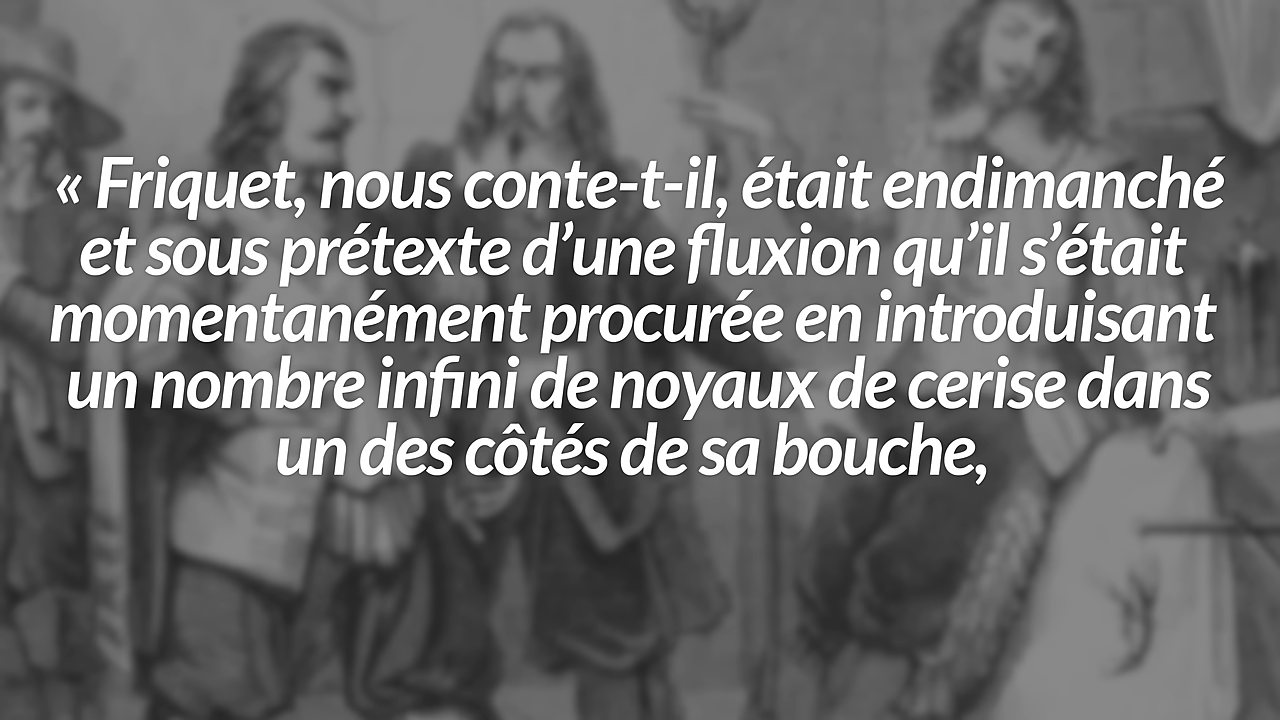 « Friquet, nous conte-t-il, était endimanché
et sous prétexte d’une fluxion qu’il s’était
momentanément procurée en introduisant
un nombre infini de noyaux de cerise dans
un des côtés de sa bouche,